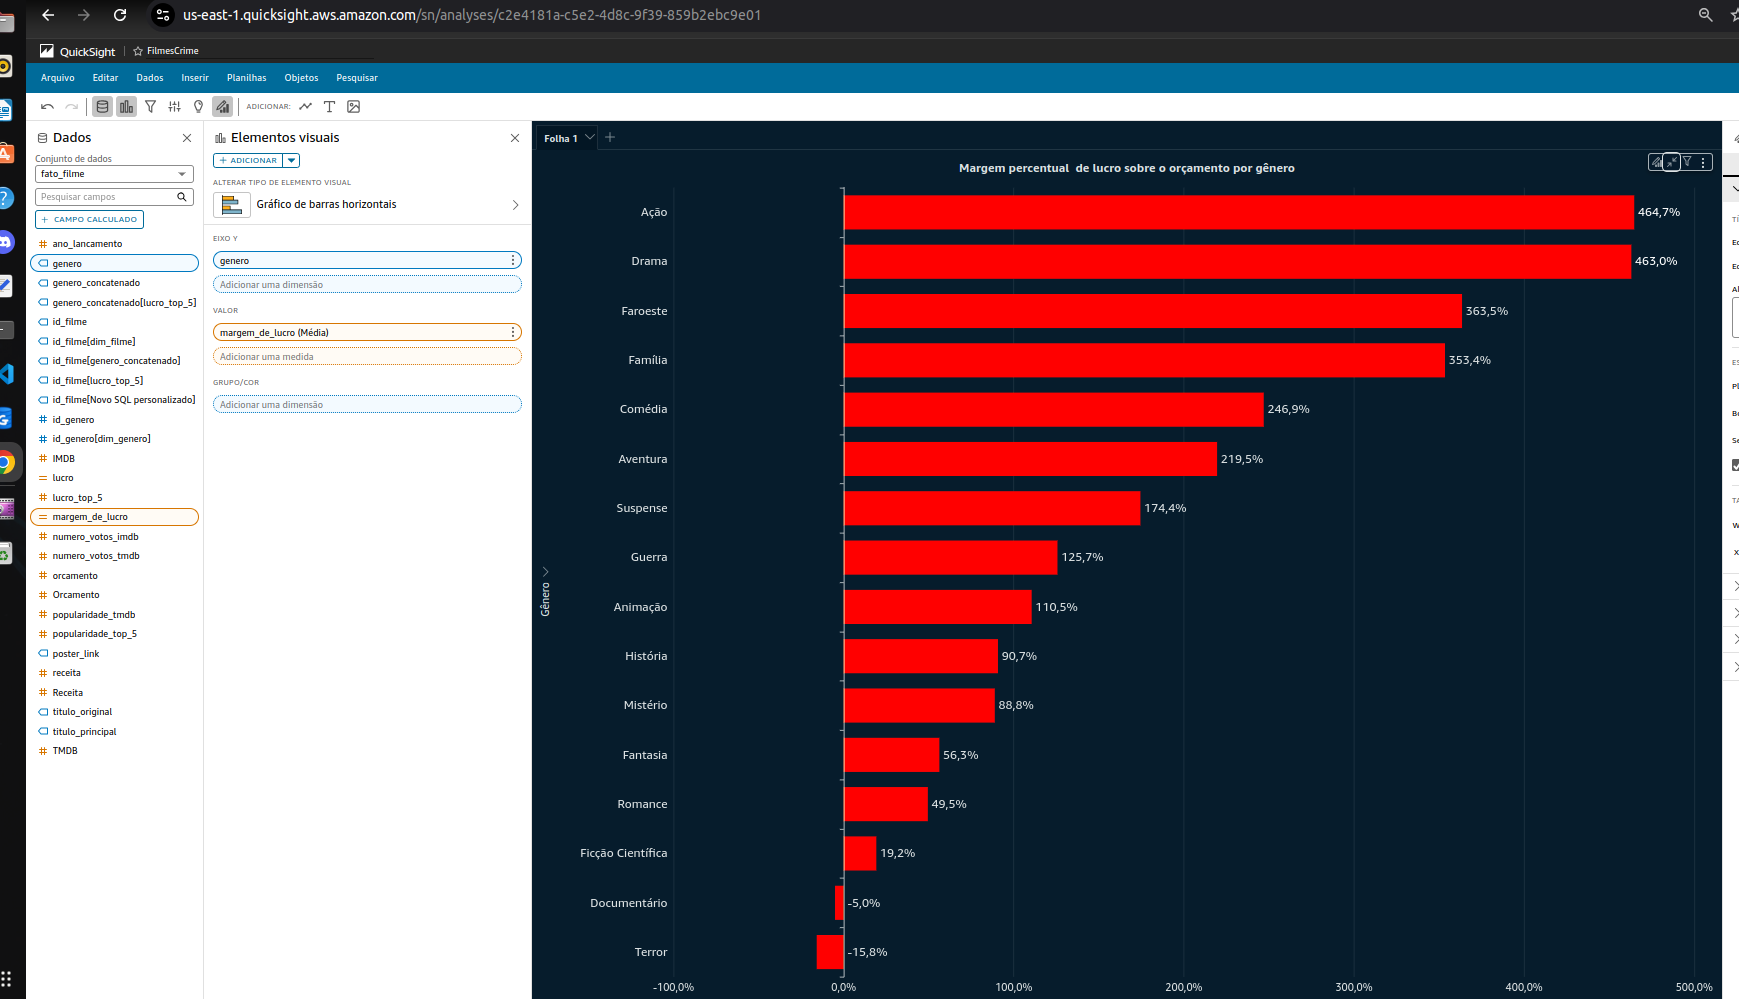 us-east-1.quicksight.aws.amazon.com/sn/analyses/c2e4181a-c5e2-4d8c-9f39-859b2ebc9e01
QuickSight
FilmesCrime
Arquivo Editar Dados Inserir Planilhas Objetos Pesquisar
ADICIONAR:
Dados
Conjunto de dados
fato_filme
Pesquisar campos
CAMPO CALCULADO
ano_lancamento
genero
genero_concatenado
genero_concatenado[lucro_top_5]
id_filme
id_filme[dim_filme]
id_filme[genero_concatenado]
id_filme[lucro_top_5]
id_filme[Novo SQL personalizado]
id_genero
id_genero[dim_genero]
IMDB
lucro
lucro_top_5
margem_de_lucro
numero_votos_imdb
numero_votos_tmdb
orcamento
Orcamento
popularidade_tmdb
popularidade_top_5
poster_link
receita
Receita
titulo_original
titulo_principal
TMDB
Elementos visuais
ADICIONAR
ALTERAR TIPO DE ELEMENTO VISUAL
Gráfico de barras horizontais
EIXO Y
genero
Adicionar uma dimensão
VALOR
margem_de_lucro (Média)
Adicionar uma medida
GRUPO/COR
Adicionar uma dimensão
Folha 1
Margem percentual  de lucro sobre o orçamento por gênero
Gênero
Ação 464,7%
Drama 463,0%
Faroeste 363,5%
Família 353,4%
Comédia 246,9%
Aventura 219,5%
Suspense 174,4%
Guerra 125,7%
Animação 110,5%
História 90,7%
Mistério 88,8%
Fantasia 56,3%
Romance 49,5%
Ficção Científica 19,2%
Documentário -5,0%
Terror -15,8%
-100,0% 0,0% 100,0% 200,0% 300,0% 400,0% 500,0%